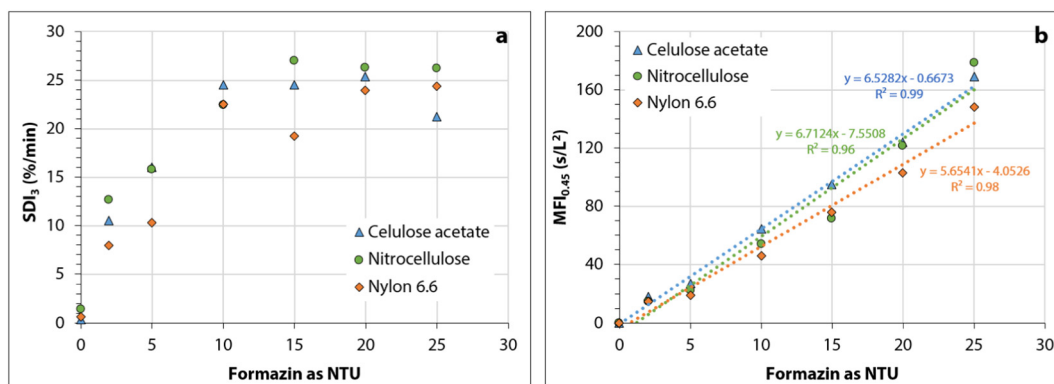 a
30
25
20
15
10
5
0
SDI₃ (%/min)
Celulose acetate
Nitrocellulose
Nylon 6.6
0 5 10 15 20 25 30
Formazin as NTU
b
200
160
120
80
40
0
MFI₀.₄₅ (s/L²)
Celulose acetate
Nitrocellulose
Nylon 6.6
y = 6.5282x - 0.6673
R² = 0.99
y = 6.7124x - 7.5508
R² = 0.96
y = 5.6541x - 4.0526
R² = 0.98
0 5 10 15 20 25 30
Formazin as NTU